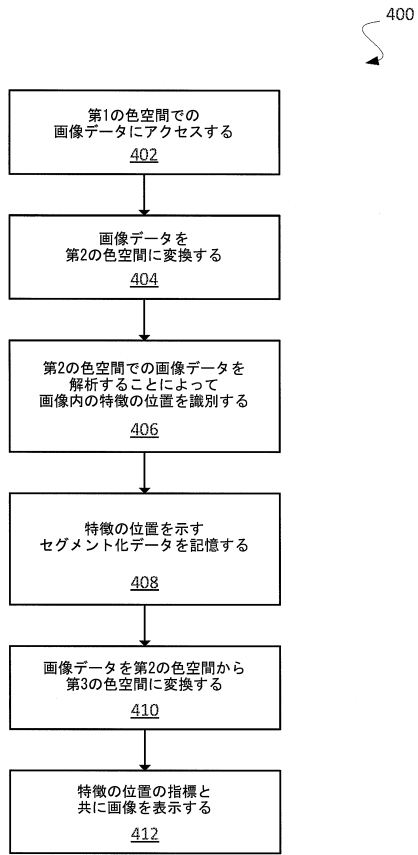 400
第1の色空間での
画像データにアクセスする
402
画像データを
第2の色空間に変換する
404
第2の色空間での画像データを
解析することによって
画像内の特徴の位置を識別する
406
特徴の位置を示す
セグメント化データを記憶する
408
画像データを第2の色空間から
第3の色空間に変換する
410
特徴の位置の指標と
共に画像を表示する
412